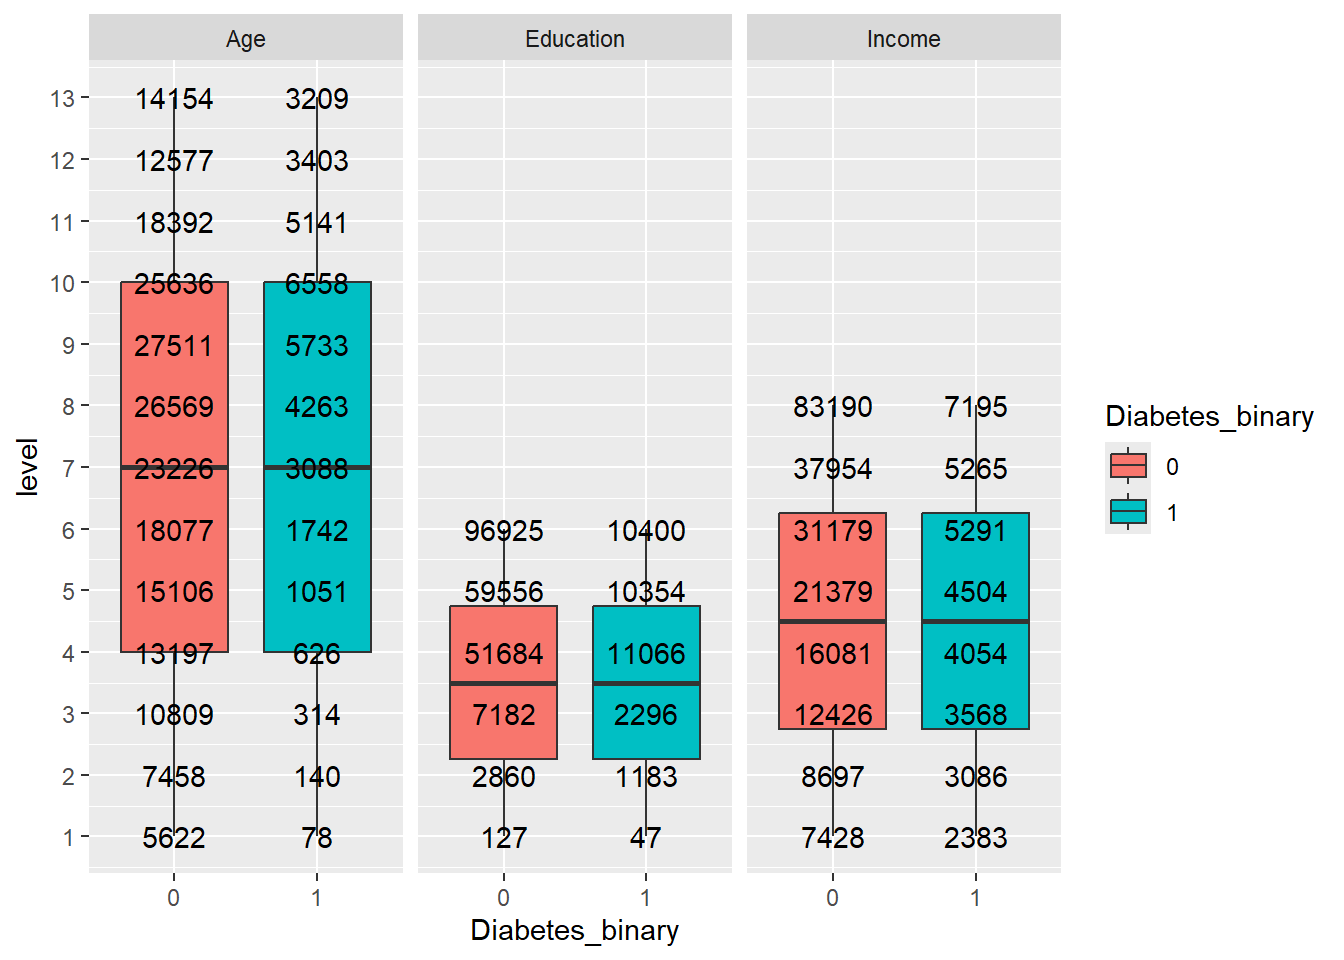 Age Education Income
13 14154 3209
12 12577 3403
11 18392 5141
10 25636 6558
9 27511 5733
8 26569 4263 83190 7195
7 23226 3088 37954 5265
6 18077 1742 96925 10400 31179 5291
5 15106 1051 59556 10354 21379 4504
4 13197 626 51684 11066 16081 4054
3 10809 314 7182 2296 12426 3568
2 7458 140 2860 1183 8697 3086
1 5622 78 127 47 7428 2383
0 1 0 1 0 1
Diabetes_binary
level
Diabetes_binary
0
1